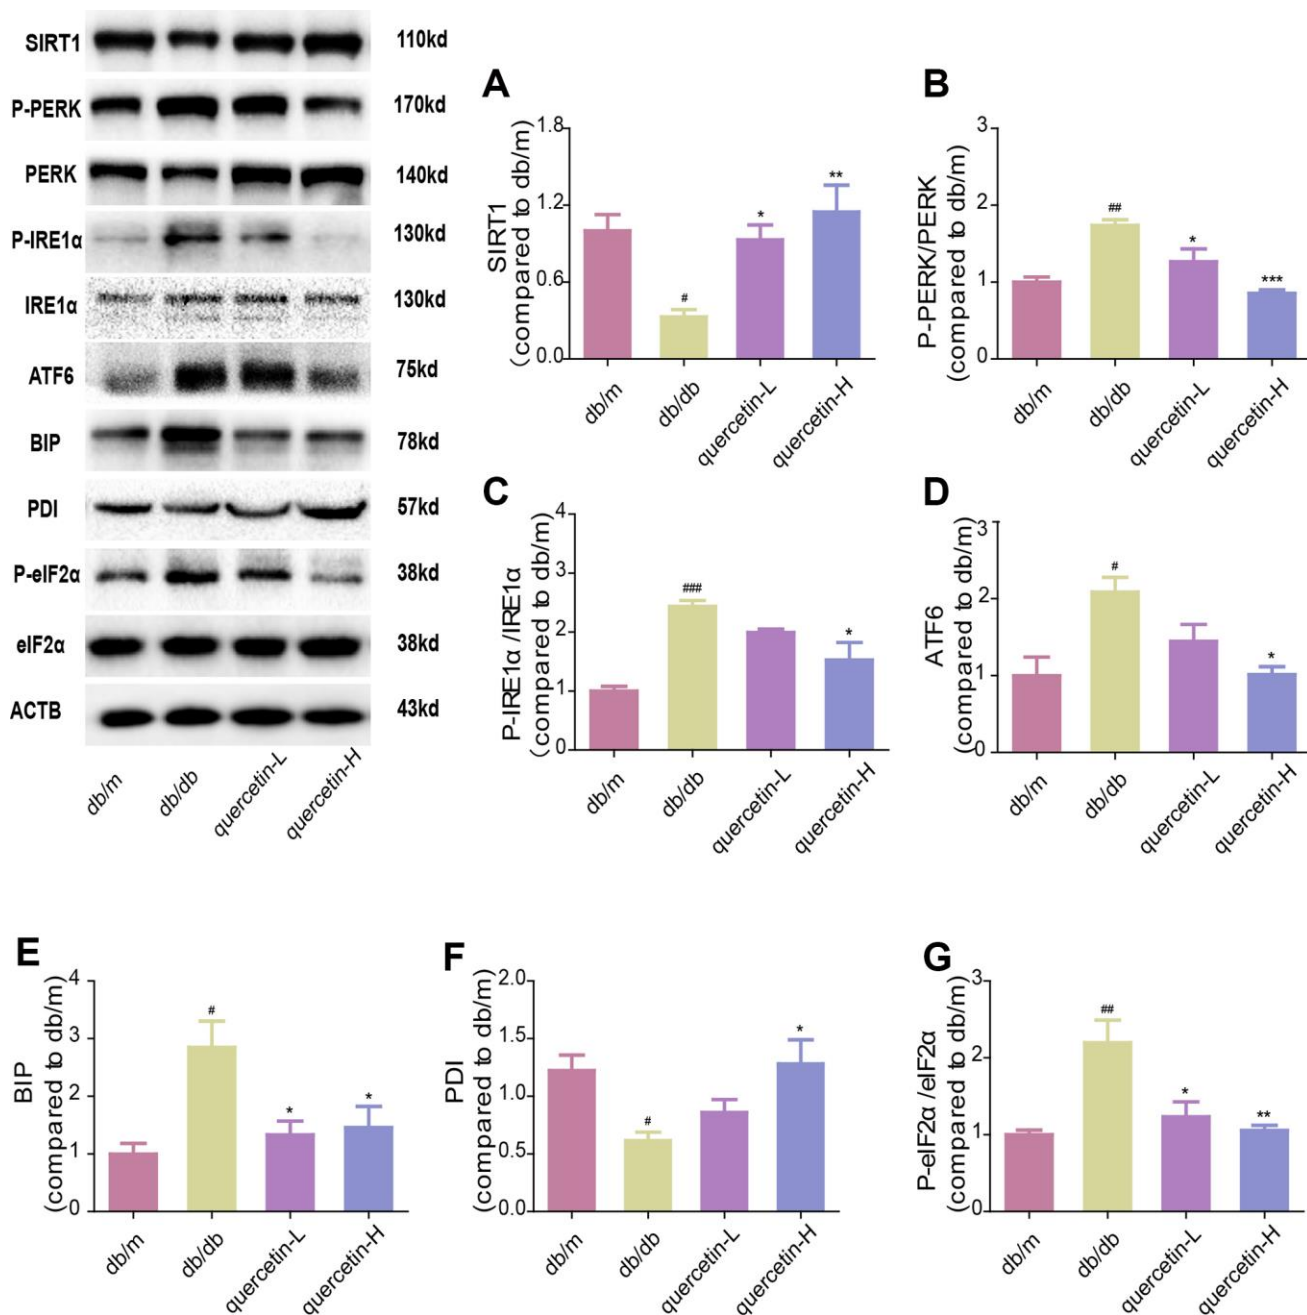 SIRT1 110kd
P-PERK 170kd
PERK 140kd
P-IRE1α 130kd
IRE1α 130kd
ATF6 75kd
BIP 78kd
PDI 57kd
P-eIF2α 38kd
eIF2α 38kd
ACTB 43kd
db/m db/db quercetin-L quercetin-H
A
SIRT1
(compared to db/m)
1.8
1.2
0.6
0.0
#
*
**
db/m db/db quercetin-L quercetin-H
B
P-PERK/PERK
(compared to db/m)
3
2
1
0
##
*
***
db/m db/db quercetin-L quercetin-H
C
P-IRE1α /IRE1α
(compared to db/m)
4
3
2
1
0
###
*
db/m db/db quercetin-L quercetin-H
D
ATF6
(compared to db/m)
3
2
1
0
#
*
db/m db/db quercetin-L quercetin-H
E
BIP
(compared to db/m)
4
3
2
1
0
#
*
*
db/m db/db quercetin-L quercetin-H
F
PDI
(compared to db/m)
2.0
1.5
1.0
0.5
0.0
#
*
db/m db/db quercetin-L quercetin-H
G
P-eIF2α /eIF2α
(compared to db/m)
3
2
1
0
##
*
**
db/m db/db quercetin-L quercetin-H